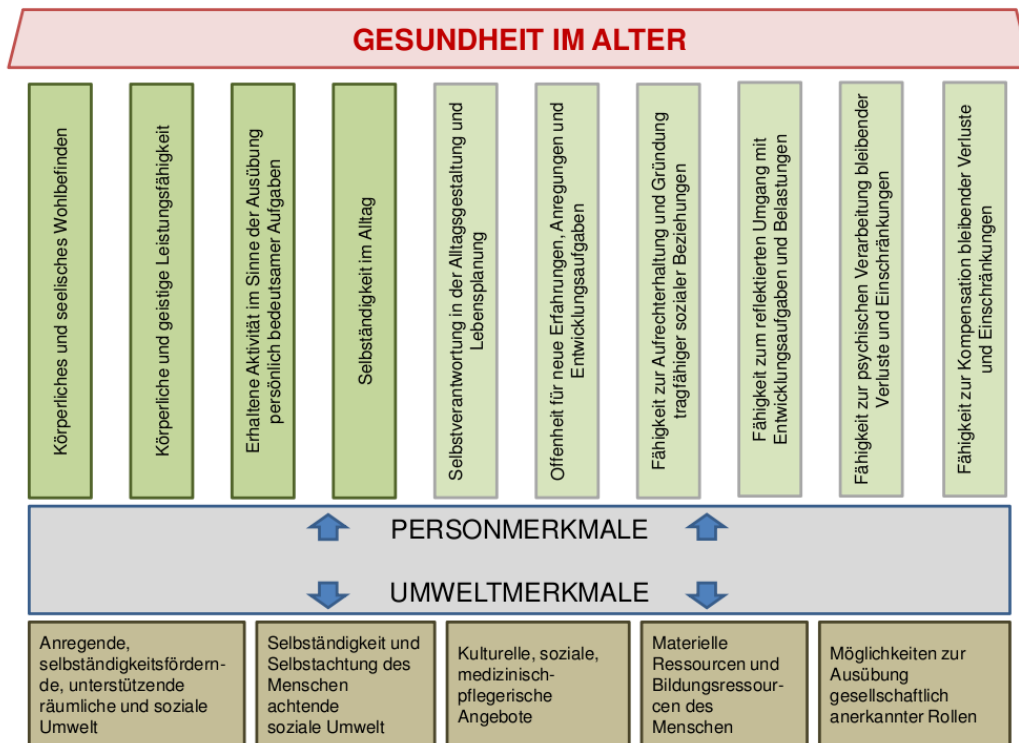 GESUNDHEIT IM ALTER
Körperliches und seelisches Wohlbefinden
Körperliche und geistige Leistungsfähigkeit
Erhaltene Aktivität im Sinne der Ausübung
persönlich bedeutsamer Aufgaben
Selbständigkeit im Alltag
Selbstverantwortung in der Alltagsgestaltung und
Lebensplanung
Offenheit für neue Erfahrungen, Anregungen und
Entwicklungsaufgaben
Fähigkeit zur Aufrechterhaltung und Gründung
tragfähiger sozialer Beziehungen
Fähigkeit zum reflektierten Umgang mit
Entwicklungsaufgaben und Belastungen
Fähigkeit zur psychischen Verarbeitung bleibender
Verluste und Einschränkungen
Fähigkeit zur Kompensation bleibender Verluste
und Einschränkungen
PERSONMERKMALE
UMWELTMERKMALE
Anregende,
selbständigkeitsfördern-
de, unterstützende
räumliche und soziale
Umwelt
Selbständigkeit und
Selbstachtung des
Menschen
achtende
soziale Umwelt
Kulturelle, soziale,
medizinisch-
pflegerische
Angebote
Materielle
Ressourcen und
Bildungsressour-
cen des
Menschen
Möglichkeiten zur
Ausübung
gesellschaftlich
anerkannter Rollen